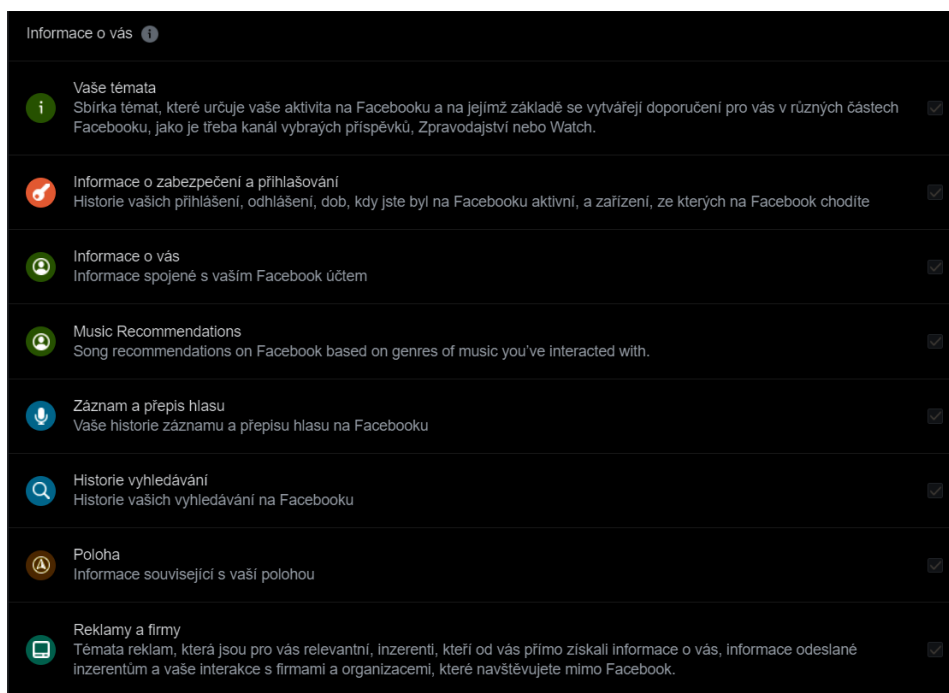 Informace o vás
Vaše témata
Sbírka témat, které určuje vaše aktivita na Facebooku a na jejímž základě se vytvářejí doporučení pro vás v různých částech
Facebooku, jako je třeba kanál vybraých příspěvků, Zpravodajství nebo Watch.
Informace o zabezpečení a přihlašování
Historie vašich přihlášení, odhlášení, dob, kdy jste byl na Facebooku aktivní, a zařízení, ze kterých na Facebook chodíte
Informace o vás
Informace spojené s vaším Facebook účtem
Music Recommendations
Song recommendations on Facebook based on genres of music you’ve interacted with.
Záznam a přepis hlasu
Vaše historie záznamu a přepisu hlasu na Facebooku
Historie vyhledávání
Historie vašich vyhledávání na Facebooku
Poloha
Informace související s vaší polohou
Reklamy a firmy
Témata reklam, která jsou pro vás relevantní, inzerenti, kteří od vás přímo získali informace o vás, informace odeslané
inzerentům a vaše interakce s firmami a organizacemi, které navštěvujete mimo Facebook.